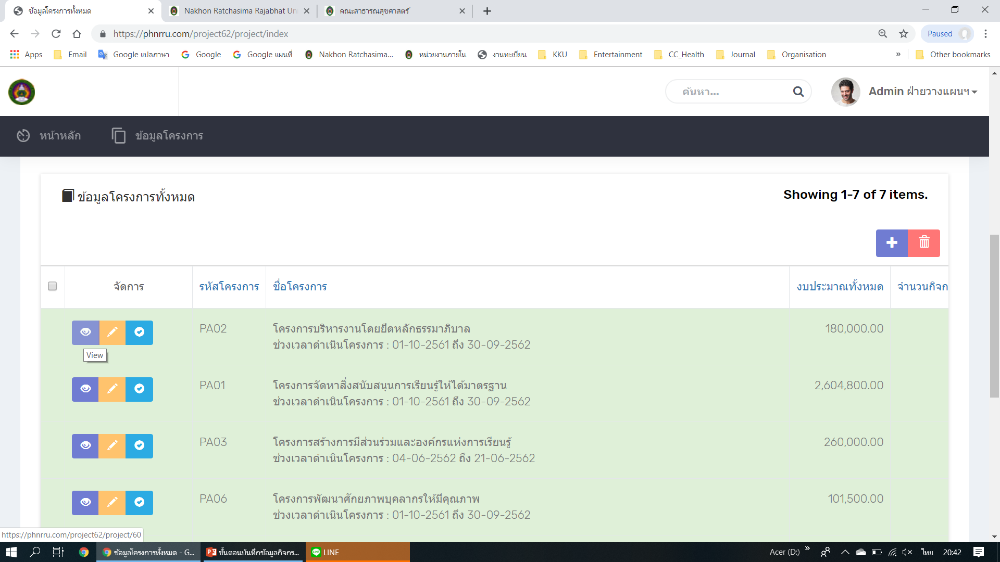 ข้อมูลโครงการทั้งหมด
Nakhon Ratchasima Rajabhat Un
คณะสาธารณสุขศาสตร์
https://phnrru.com/project62/project/index
Paused
Apps
Email
Google แปลภาษา
Google
Google แผนที่
Nakhon Ratchasima...
หน่วยงานภายใน
งานทะเบียน
KKU
Entertainment
CC_Health
Journal
Organisation
»
Other bookmarks
ค้นหา...
Admin ฝ่ายวางแผนฯ
หน้าหลัก
ข้อมูลโครงการ
ข้อมูลโครงการทั้งหมด
Showing 1-7 of 7 items.
จัดการ
รหัสโครงการ
ชื่อโครงการ
งบประมาณทั้งหมด
จำนวนกิจก
PA02
โครงการบริหารงานโดยยึดหลักธรรมาภิบาล
180,000.00
ช่วงเวลาดำเนินโครงการ : 01-10-2561 ถึง 30-09-2562
View
PA01
โครงการจัดหาสิ่งสนับสนุนการเรียนรู้ให้ได้มาตรฐาน
2,604,800.00
ช่วงเวลาดำเนินโครงการ : 01-10-2561 ถึง 30-09-2562
PA03
โครงการสร้างการมีส่วนร่วมและองค์กรแห่งการเรียนรู้
260,000.00
ช่วงเวลาดำเนินโครงการ : 04-06-2562 ถึง 21-06-2562
PA06
โครงการพัฒนาศักยภาพบุคลากรให้มีคุณภาพ
101,500.00
ช่วงเวลาดำเนินโครงการ : 01-10-2561 ถึง 30-09-2562
https://phnrru.com/project62/project/60
ข้อมูลโครงการทั้งหมด - G...
ขั้นตอนบันทึกข้อมูลกิจกร...
LINE
Acer (D:)
»
ไทย
20:42